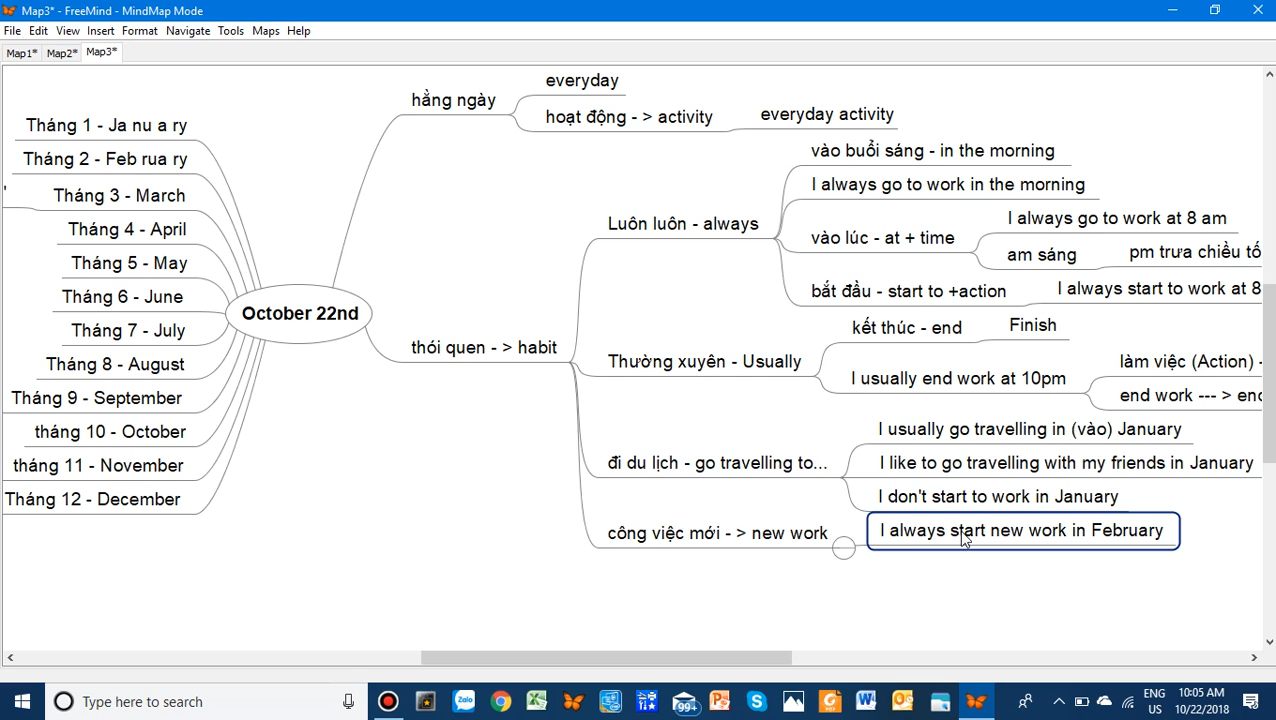 Map3* - FreeMind - MindMap Mode
File Edit View Insert Format Navigate Tools Maps Help
Map1* Map2* Map3*
Tháng 1 - Ja nu a ry
Tháng 2 - Feb rua ry
' Tháng 3 - March
Tháng 4 - April
Tháng 5 - May
Tháng 6 - June
Tháng 7 - July
Tháng 8 - August
Tháng 9 - September
tháng 10 - October
tháng 11 - November
Tháng 12 - December
October 22nd
hằng ngày
everyday
hoạt động - > activity
everyday activity
thói quen - > habit
Luôn luôn - always
vào buổi sáng - in the morning
I always go to work in the morning
vào lúc - at + time
I always go to work at 8 am
am sáng
pm trưa chiều tố
bắt đầu - start to +action
I always start to work at 8
Thường xuyên - Usually
kết thúc - end
Finish
I usually end work at 10pm
làm việc (Action) -
end work --- > end
đi du lịch - go travelling to...
I usually go travelling in (vào) January
I like to go travelling with my friends in January
I don't start to work in January
công việc mới - > new work
I always start new work in February
Type here to search
99+
Zalo
ENG
US
10:05 AM
10/22/2018